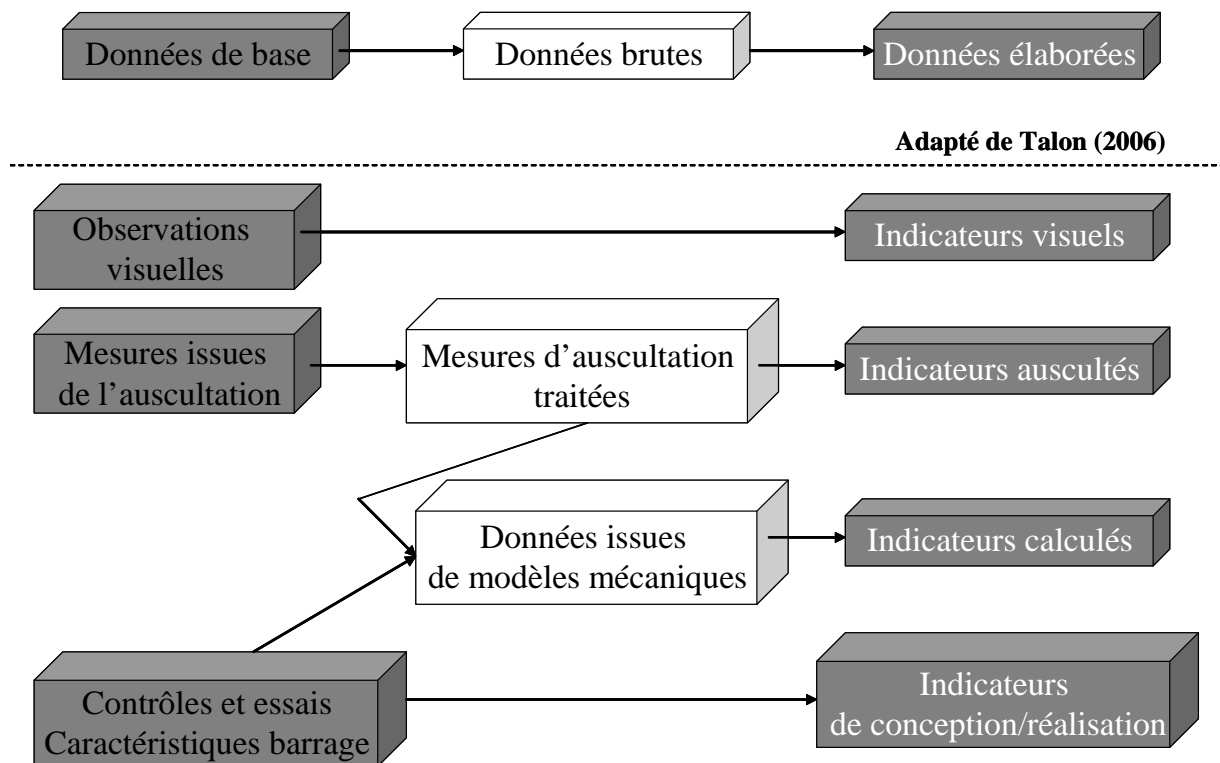 Données de base
Données brutes
Données élaborées
Adapté de Talon (2006)
Observations
visuelles
Indicateurs visuels
Mesures issues
de l’auscultation
Mesures d’auscultation
traitées
Indicateurs auscultés
Données issues
de modèles mécaniques
Indicateurs calculés
Contrôles et essais
Caractéristiques barrage
Indicateurs
de conception/réalisation